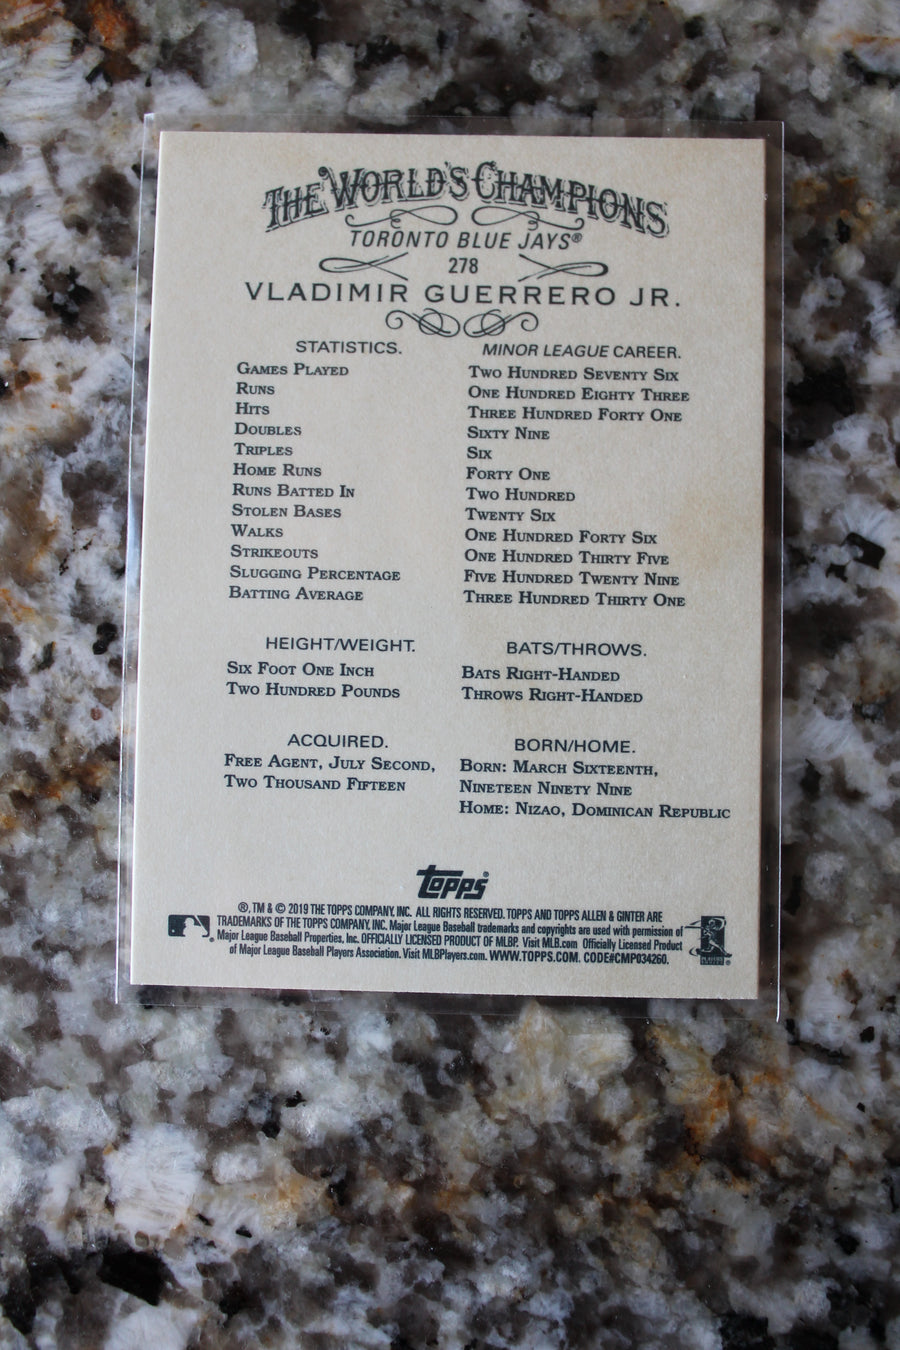 THE WORLD'S CHAMPIONS
TORONTO BLUE JAYS®
278
VLADIMIR GUERRERO JR.
STATISTICS. MINOR LEAGUE CAREER.
GAMES PLAYED TWO HUNDRED SEVENTY SIX
RUNS ONE HUNDRED EIGHTY THREE
HITS THREE HUNDRED FORTY ONE
DOUBLES SIXTY NINE
TRIPLES SIX
HOME RUNS FORTY ONE
RUNS BATTED IN TWO HUNDRED
STOLEN BASES TWENTY SIX
WALKS ONE HUNDRED FORTY SIX
STRIKEOUTS ONE HUNDRED THIRTY FIVE
SLUGGING PERCENTAGE FIVE HUNDRED TWENTY NINE
BATTING AVERAGE THREE HUNDRED THIRTY ONE
HEIGHT/WEIGHT.
SIX FOOT ONE INCH
TWO HUNDRED POUNDS
BATS/THROWS.
BATS RIGHT-HANDED
THROWS RIGHT-HANDED
ACQUIRED.
FREE AGENT, JULY SECOND,
TWO THOUSAND FIFTEEN
BORN/HOME.
BORN: MARCH SIXTEENTH,
NINETEEN NINETY NINE
HOME: NIZAO, DOMINICAN REPUBLIC
topps®
®, TM & © 2019 THE TOPPS COMPANY, INC. ALL RIGHTS RESERVED. TOPPS AND TOPPS ALLEN & GINTER ARE
TRADEMARKS OF THE TOPPS COMPANY, INC. Major League Baseball trademarks and copyrights are used with permission of
Major League Baseball Properties, Inc. OFFICIALLY LICENSED PRODUCT OF MLBP. Visit MLB.com Officially Licensed Product
of Major League Baseball Players Association. Visit MLBPlayers.com. WWW.TOPPS.COM. CODE#CMP034260.